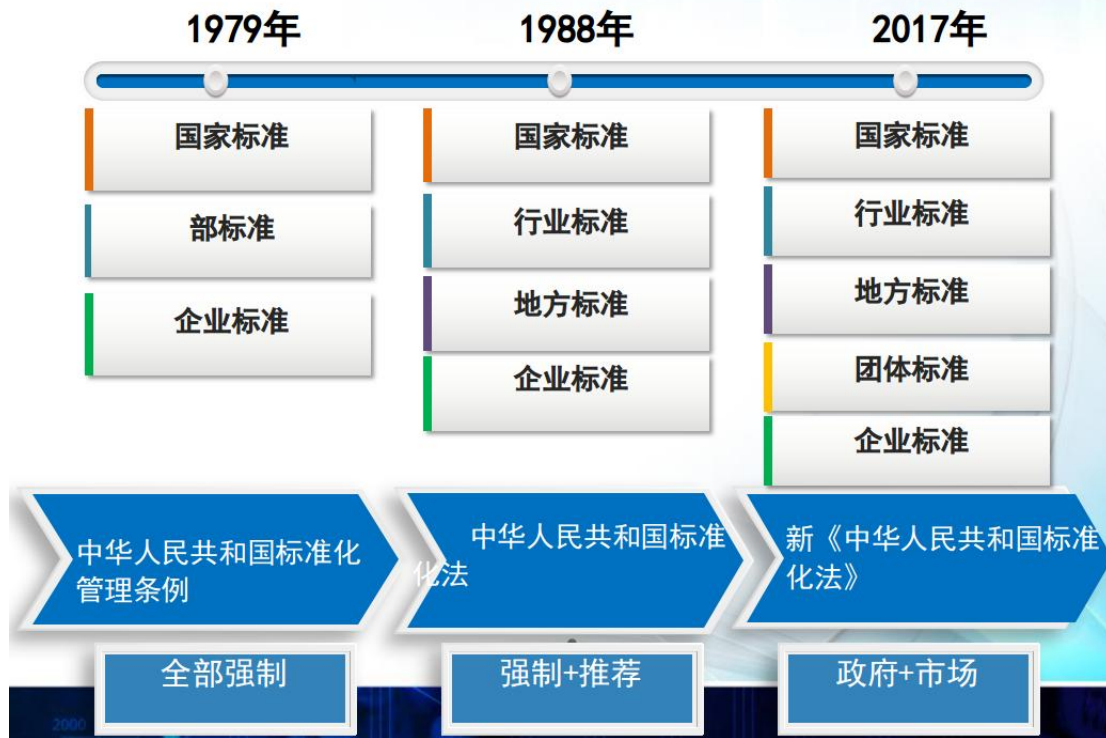 1979年
1988年
2017年
国家标准
部标准
企业标准
国家标准
行业标准
地方标准
企业标准
国家标准
行业标准
地方标准
团体标准
企业标准
中华人民共和国标准化
管理条例
中华人民共和国标准
化法
新《中华人民共和国标准
化法》
全部强制
强制+推荐
政府+市场
2000